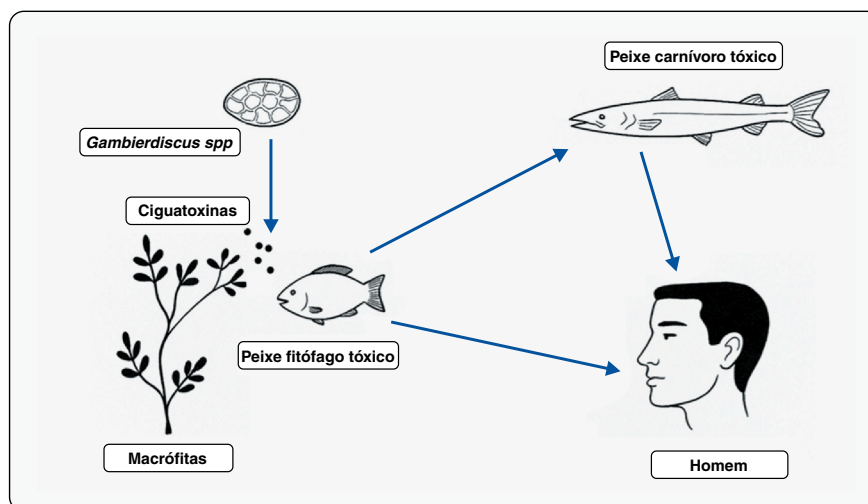 Peixe carnívoro tóxico
Gambierdiscus spp
Ciguatoxinas
Peixe fitófago tóxico
Macrófitas
Homem